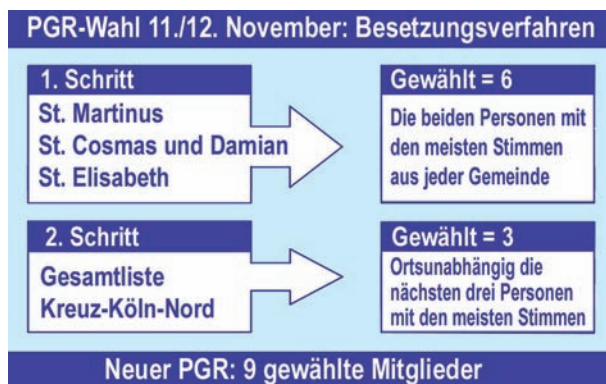 PGR-Wahl 11./12. November: Besetzungsverfahren
1. Schritt
St. Martinus
St. Cosmas und Damian
St. Elisabeth
Gewählt = 6
Die beiden Personen mit
den meisten Stimmen
aus jeder Gemeinde
2. Schritt
Gesamtliste
Kreuz-Köln-Nord
Gewählt = 3
Ortsunabhängig die
nächsten drei Personen
mit den meisten Stimmen
Neuer PGR: 9 gewählte Mitglieder